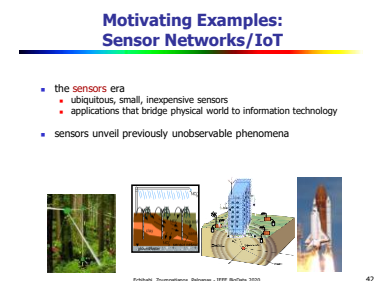 Motivating Examples:
Sensor Networks/IoT
the sensors era
ubiquitous, small, inexpensive sensors
applications that bridge physical world to information technology
sensors unveil previously unobservable phenomena
42